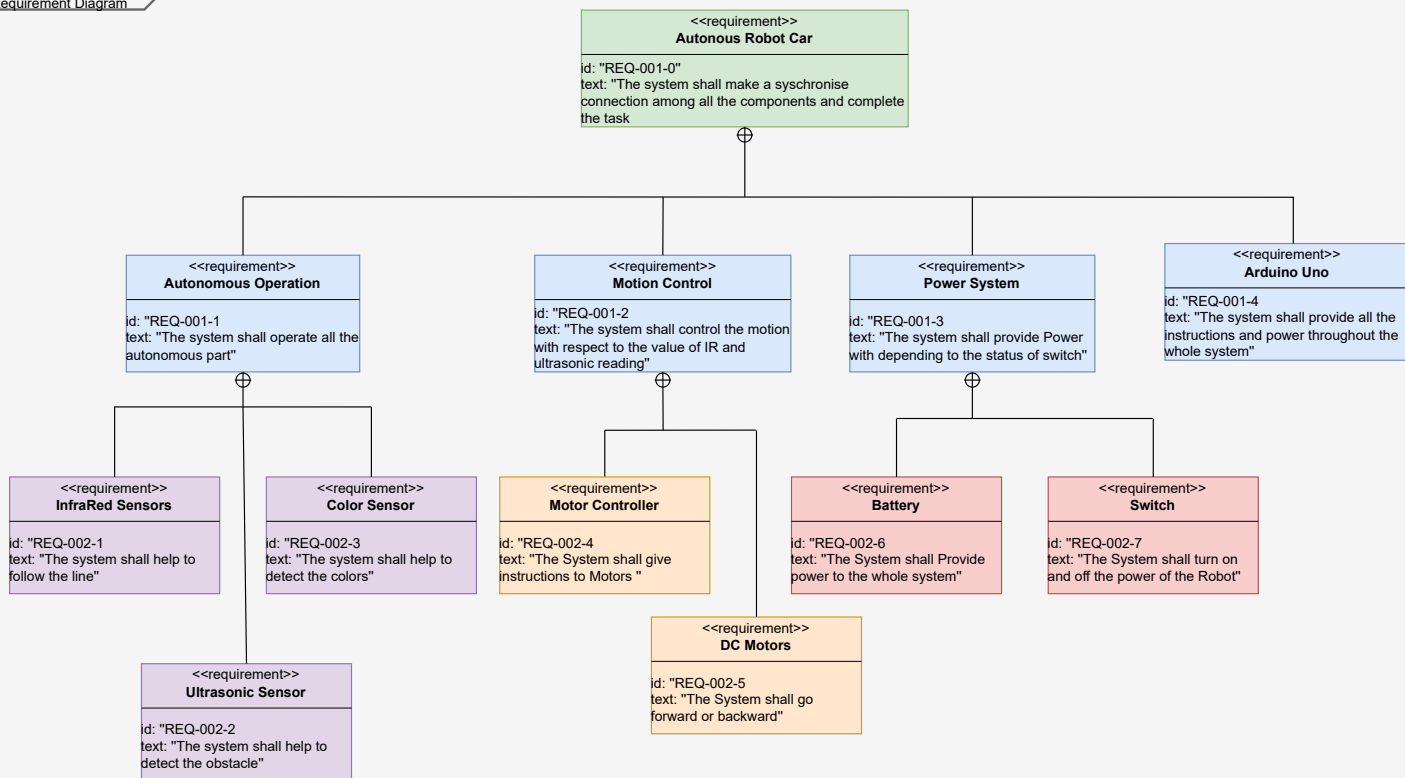 equirement Diagram
<<requirement>>
Autonous Robot Car
id: "REQ-001-0"
text: "The system shall make a syschronise
connection among all the components and complete
the task
<<requirement>>
Autonomous Operation
id: "REQ-001-1
text: "The system shall operate all the
autonomous part"
<<requirement>>
Motion Control
id: "REQ-001-2
text: "The system shall control the motion
with respect to the value of IR and
ultrasonic reading"
<<requirement>>
Power System
id: "REQ-001-3
text: "The system shall provide Power
with depending to the status of switch"
<<requirement>>
Arduino Uno
id: "REQ-001-4
text: "The system shall provide all the
instructions and power throughout the
whole system"
<<requirement>>
InfraRed Sensors
id: "REQ-002-1
text: "The system shall help to
follow the line"
<<requirement>>
Color Sensor
id: "REQ-002-3
text: "The system shall help to
detect the colors"
<<requirement>>
Motor Controller
id: "REQ-002-4
text: "The System shall give
instructions to Motors "
<<requirement>>
Battery
id: "REQ-002-6
text: "The System shall Provide
power to the whole system"
<<requirement>>
Switch
id: "REQ-002-7
text: "The System shall turn on
and off the power of the Robot"
<<requirement>>
DC Motors
id: "REQ-002-5
text: "The System shall go
forward or backward"
<<requirement>>
Ultrasonic Sensor
id: "REQ-002-2
text: "The system shall help to
detect the obstacle"